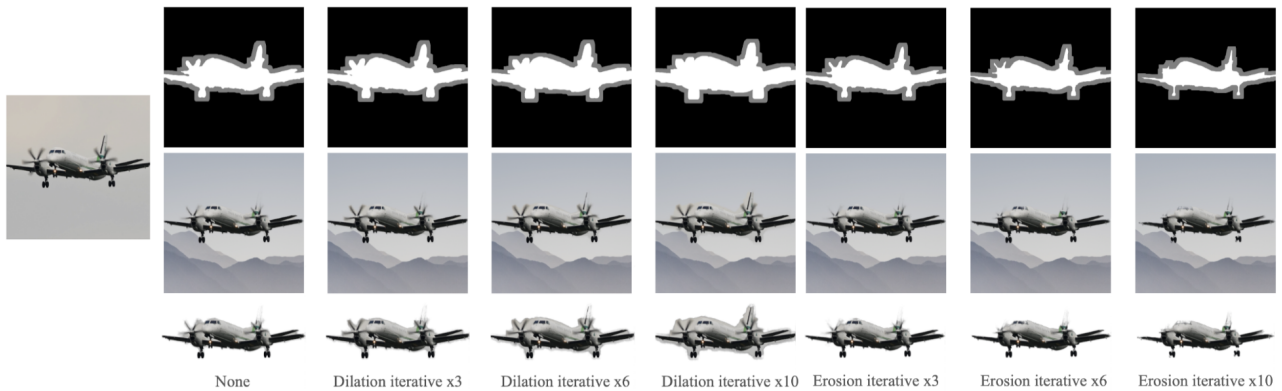 None
Dilation iterative x3
Dilation iterative x6
Dilation iterative x10
Erosion iterative x3
Erosion iterative x6
Erosion iterative x10